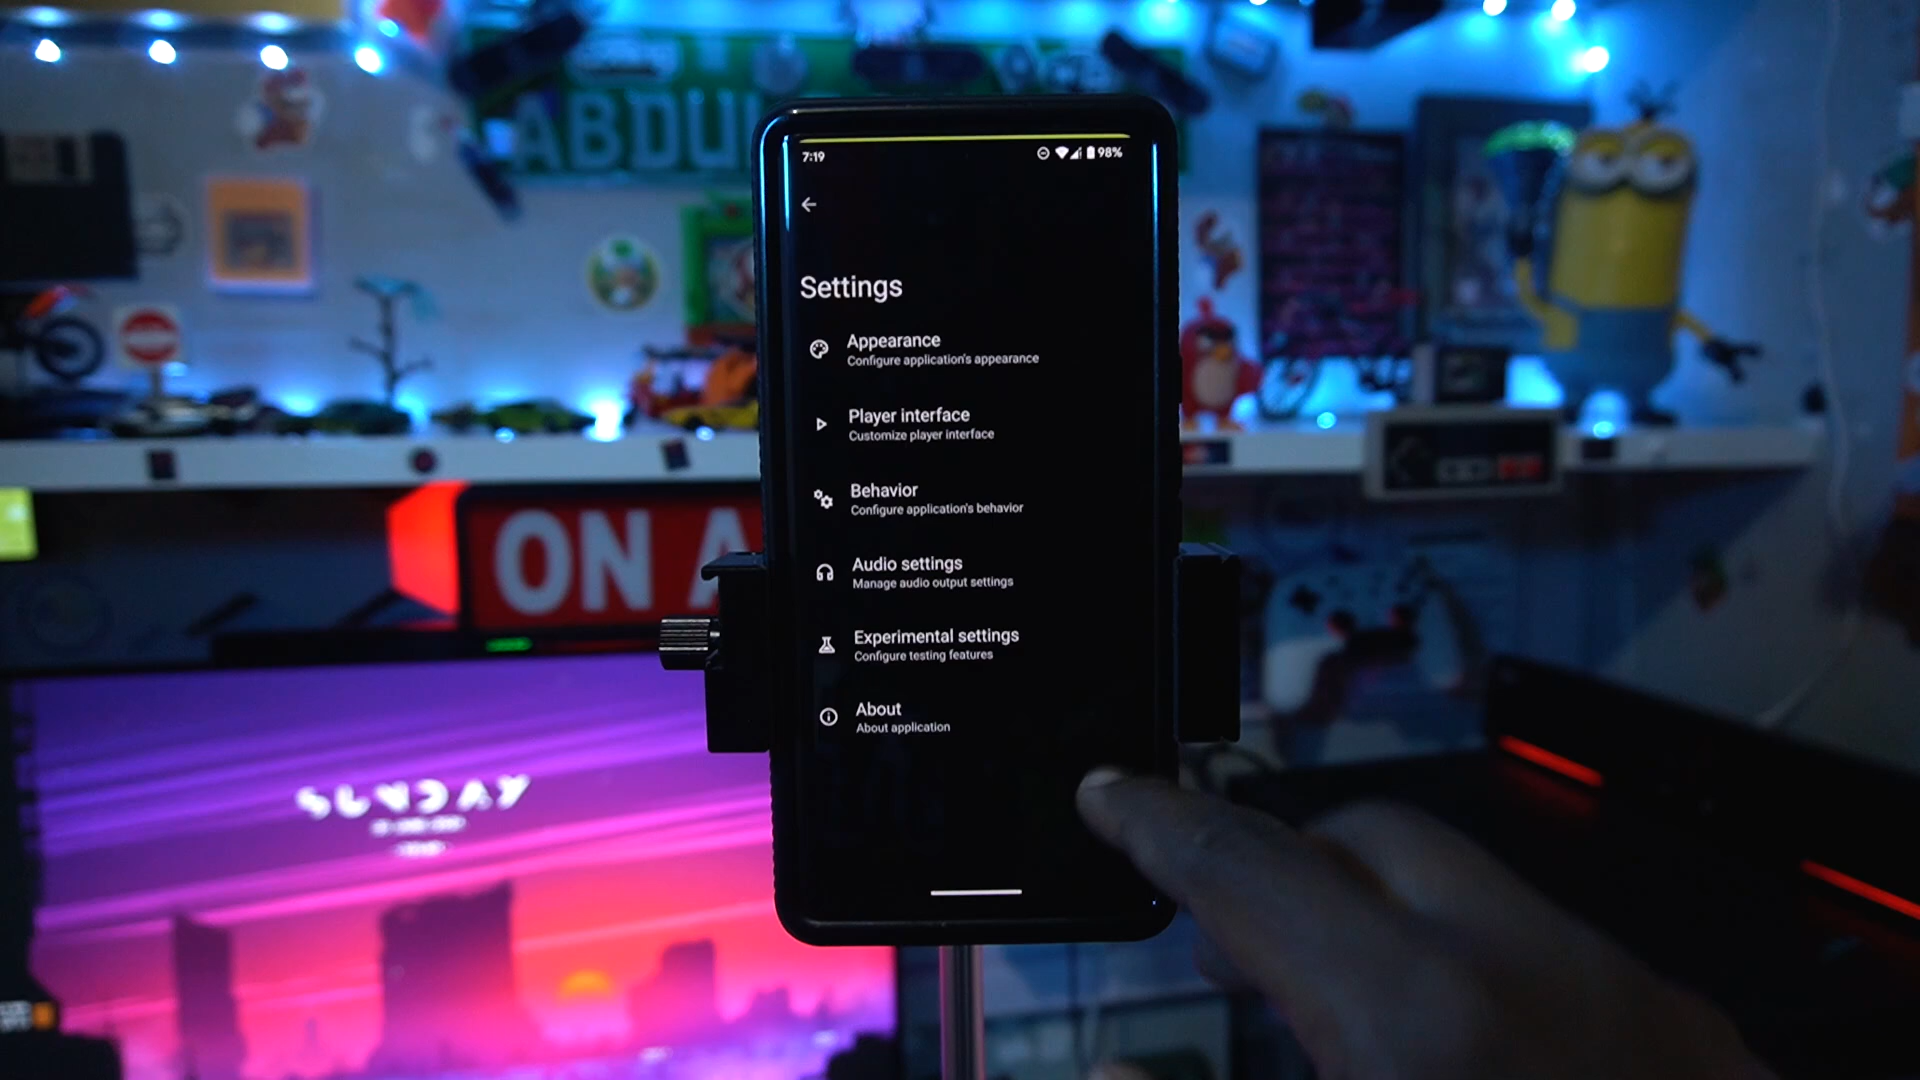 ABDUL
7:19
98%
Settings
Appearance
Configure application's appearance
Player interface
Customize player interface
Behavior
Configure application's behavior
Audio settings
Manage audio output settings
Experimental settings
Configure testing features
About
About application
ON A
SUNDAY